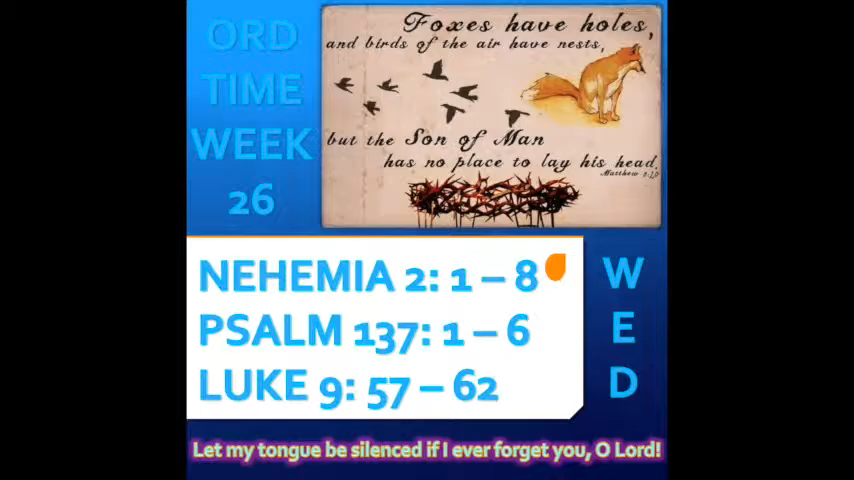 ORD
TIME
WEEK
26
Foxes have holes,
and birds of the air have nests,
but the Son of Man
has no place to lay his head.
NEHEMIA 2: 1 – 8
PSALM 137: 1 – 6
LUKE 9: 57 – 62
W
E
D
Let my tongue be silenced if I ever forget you, O Lord!